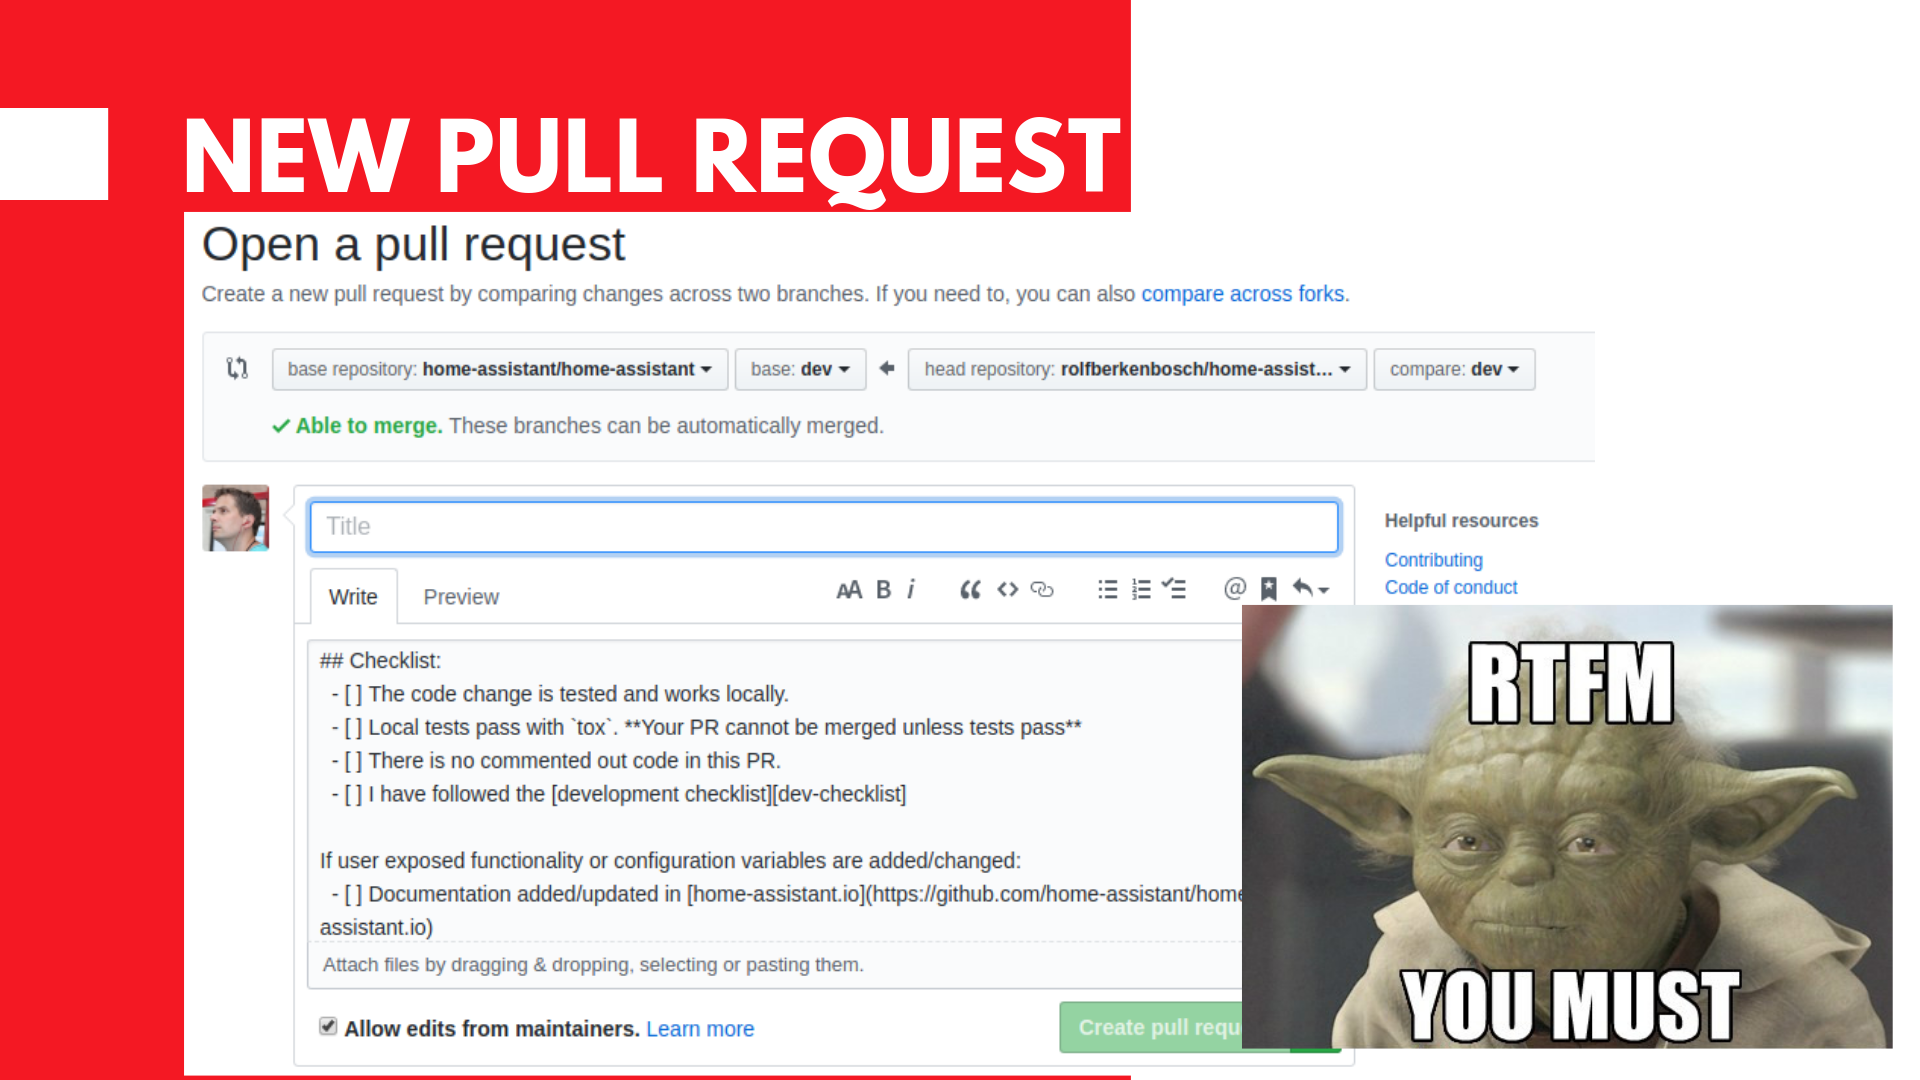 NEW PULL REQUEST
Open a pull request
Create a new pull request by comparing changes across two branches. If you need to, you can also compare across forks.
base repository: home-assistant/home-assistant base: dev head repository: rolfberkenbosch/home-assist... compare: dev
Able to merge. These branches can be automatically merged.
Title
Helpful resources
Contributing
Code of conduct
Write Preview
## Checklist:
- [ ] The code change is tested and works locally.
- [ ] Local tests pass with `tox`. **Your PR cannot be merged unless tests pass**
- [ ] There is no commented out code in this PR.
- [ ] I have followed the [development checklist][dev-checklist]
If user exposed functionality or configuration variables are added/changed:
- [ ] Documentation added/updated in [home-assistant.io](https://github.com/home-assistant/home
assistant.io)
Attach files by dragging & dropping, selecting or pasting them.
Allow edits from maintainers. Learn more
Create pull requ
RTFM
YOU MUST